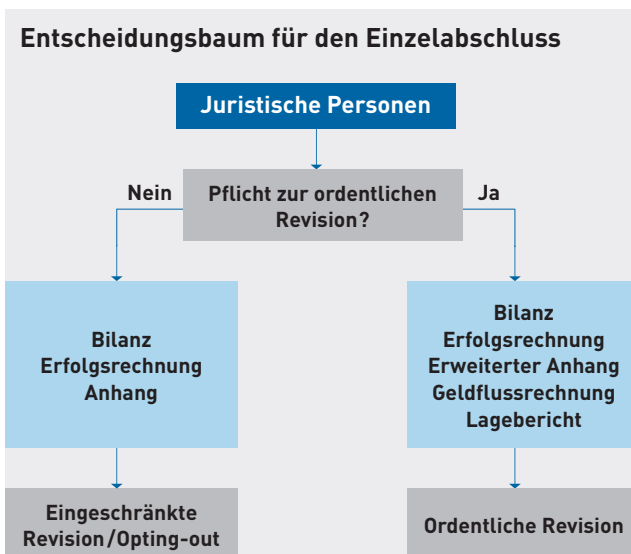 Entscheidungsbaum für den Einzelabschluss
Juristische Personen
Nein
Pflicht zur ordentlichen
Revision?
Ja
Bilanz
Erfolgsrechnung
Anhang
Bilanz
Erfolgsrechnung
Erweiterter Anhang
Geldflussrechnung
Lagebericht
Eingeschränkte
Revision/Opting-out
Ordentliche Revision